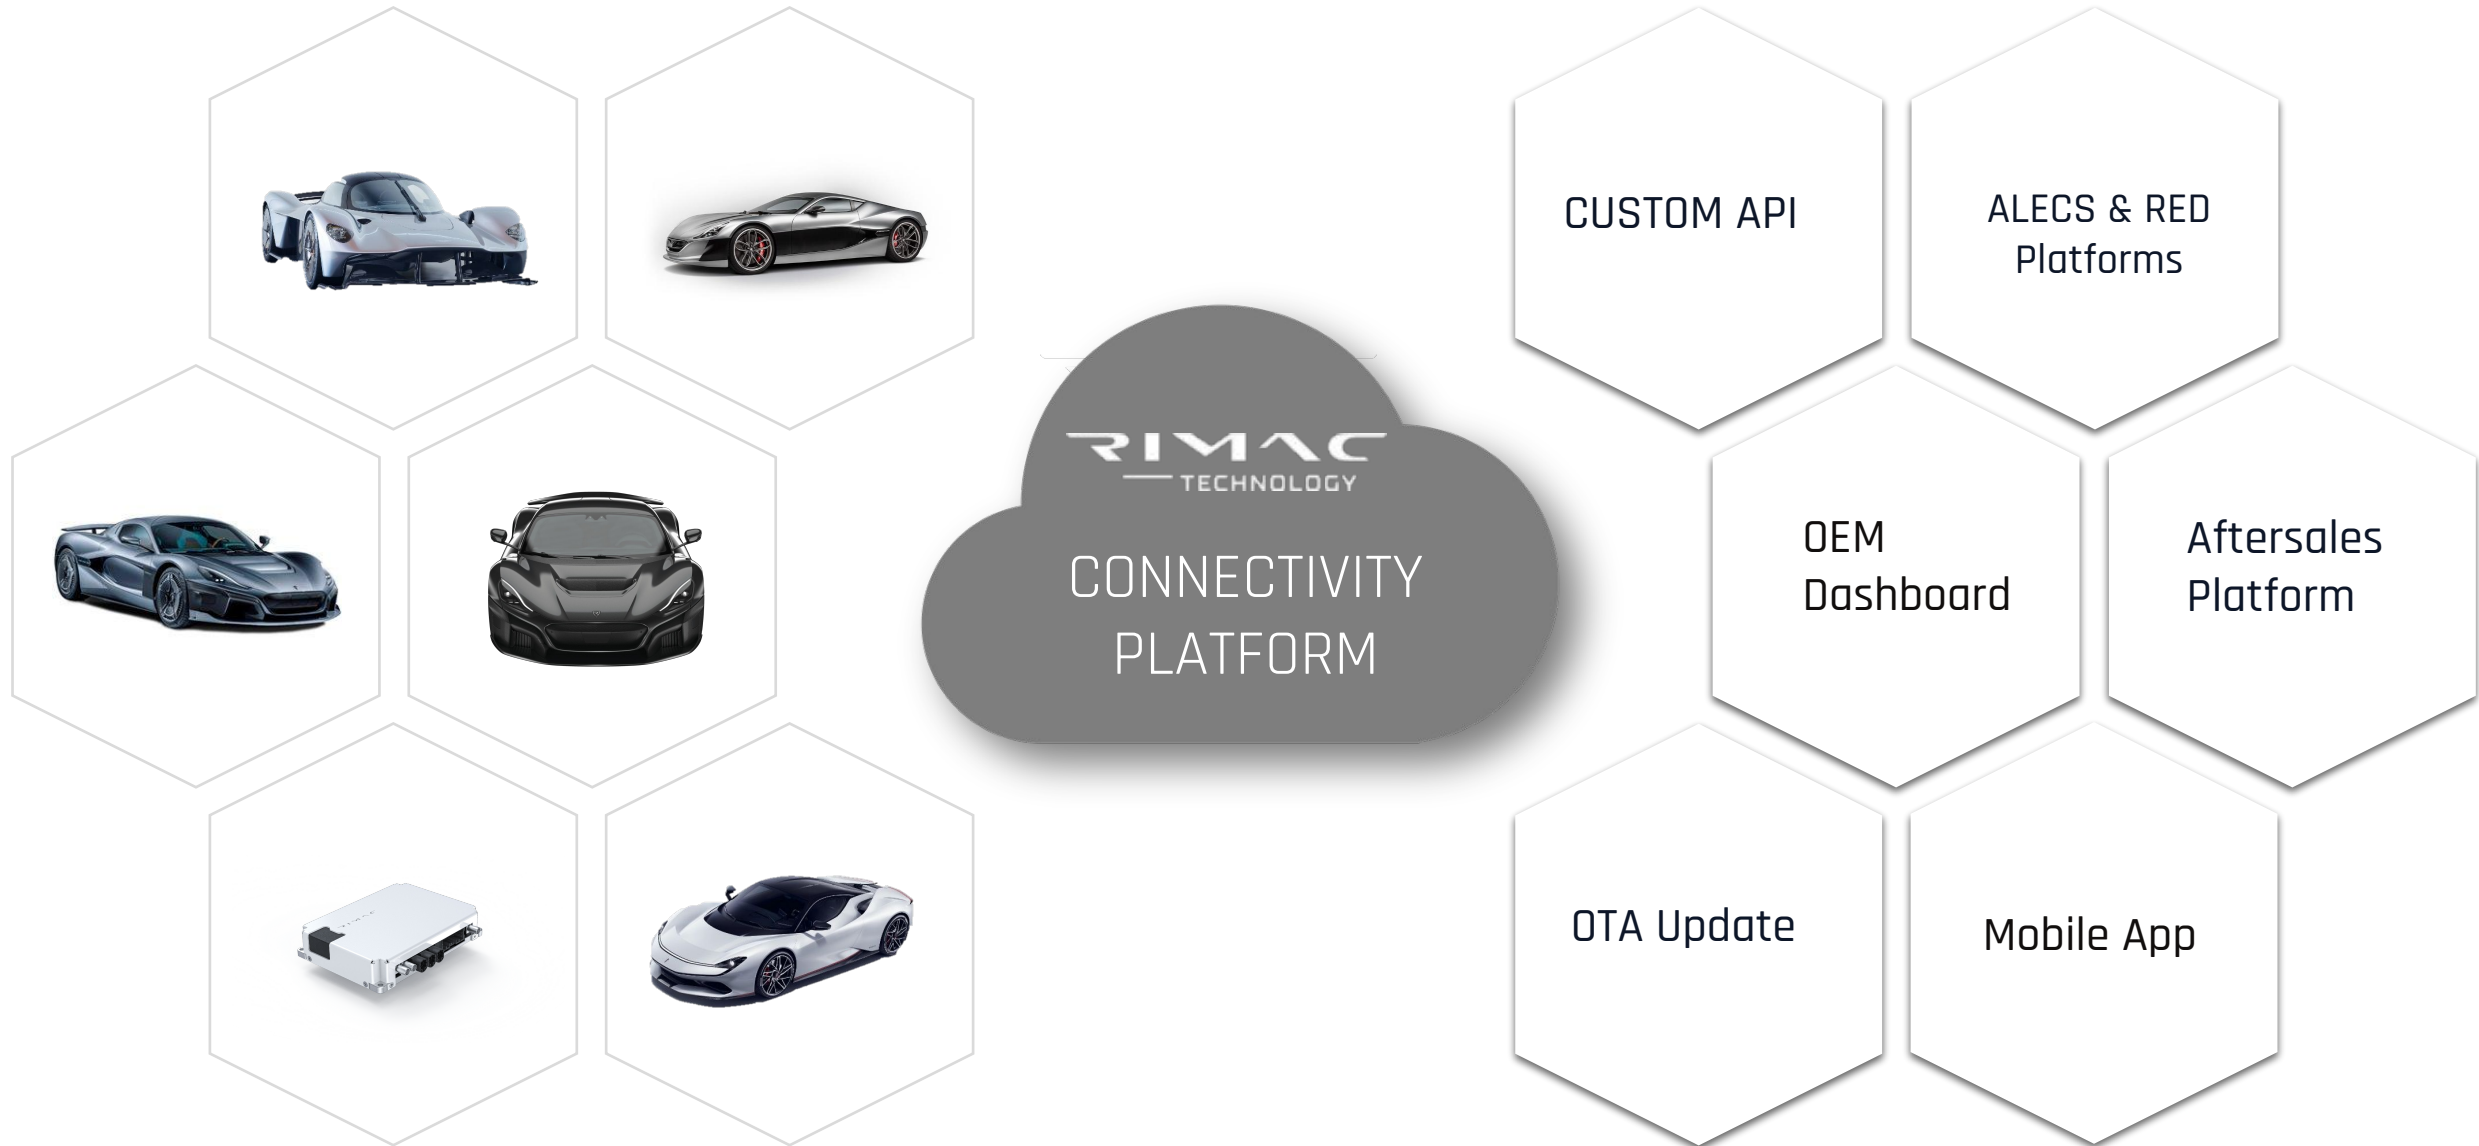 CUSTOM API
ALECS & RED
Platforms
RIMAC
TECHNOLOGY
CONNECTIVITY
PLATFORM
OEM
Dashboard
Aftersales
Platform
OTA Update
Mobile App